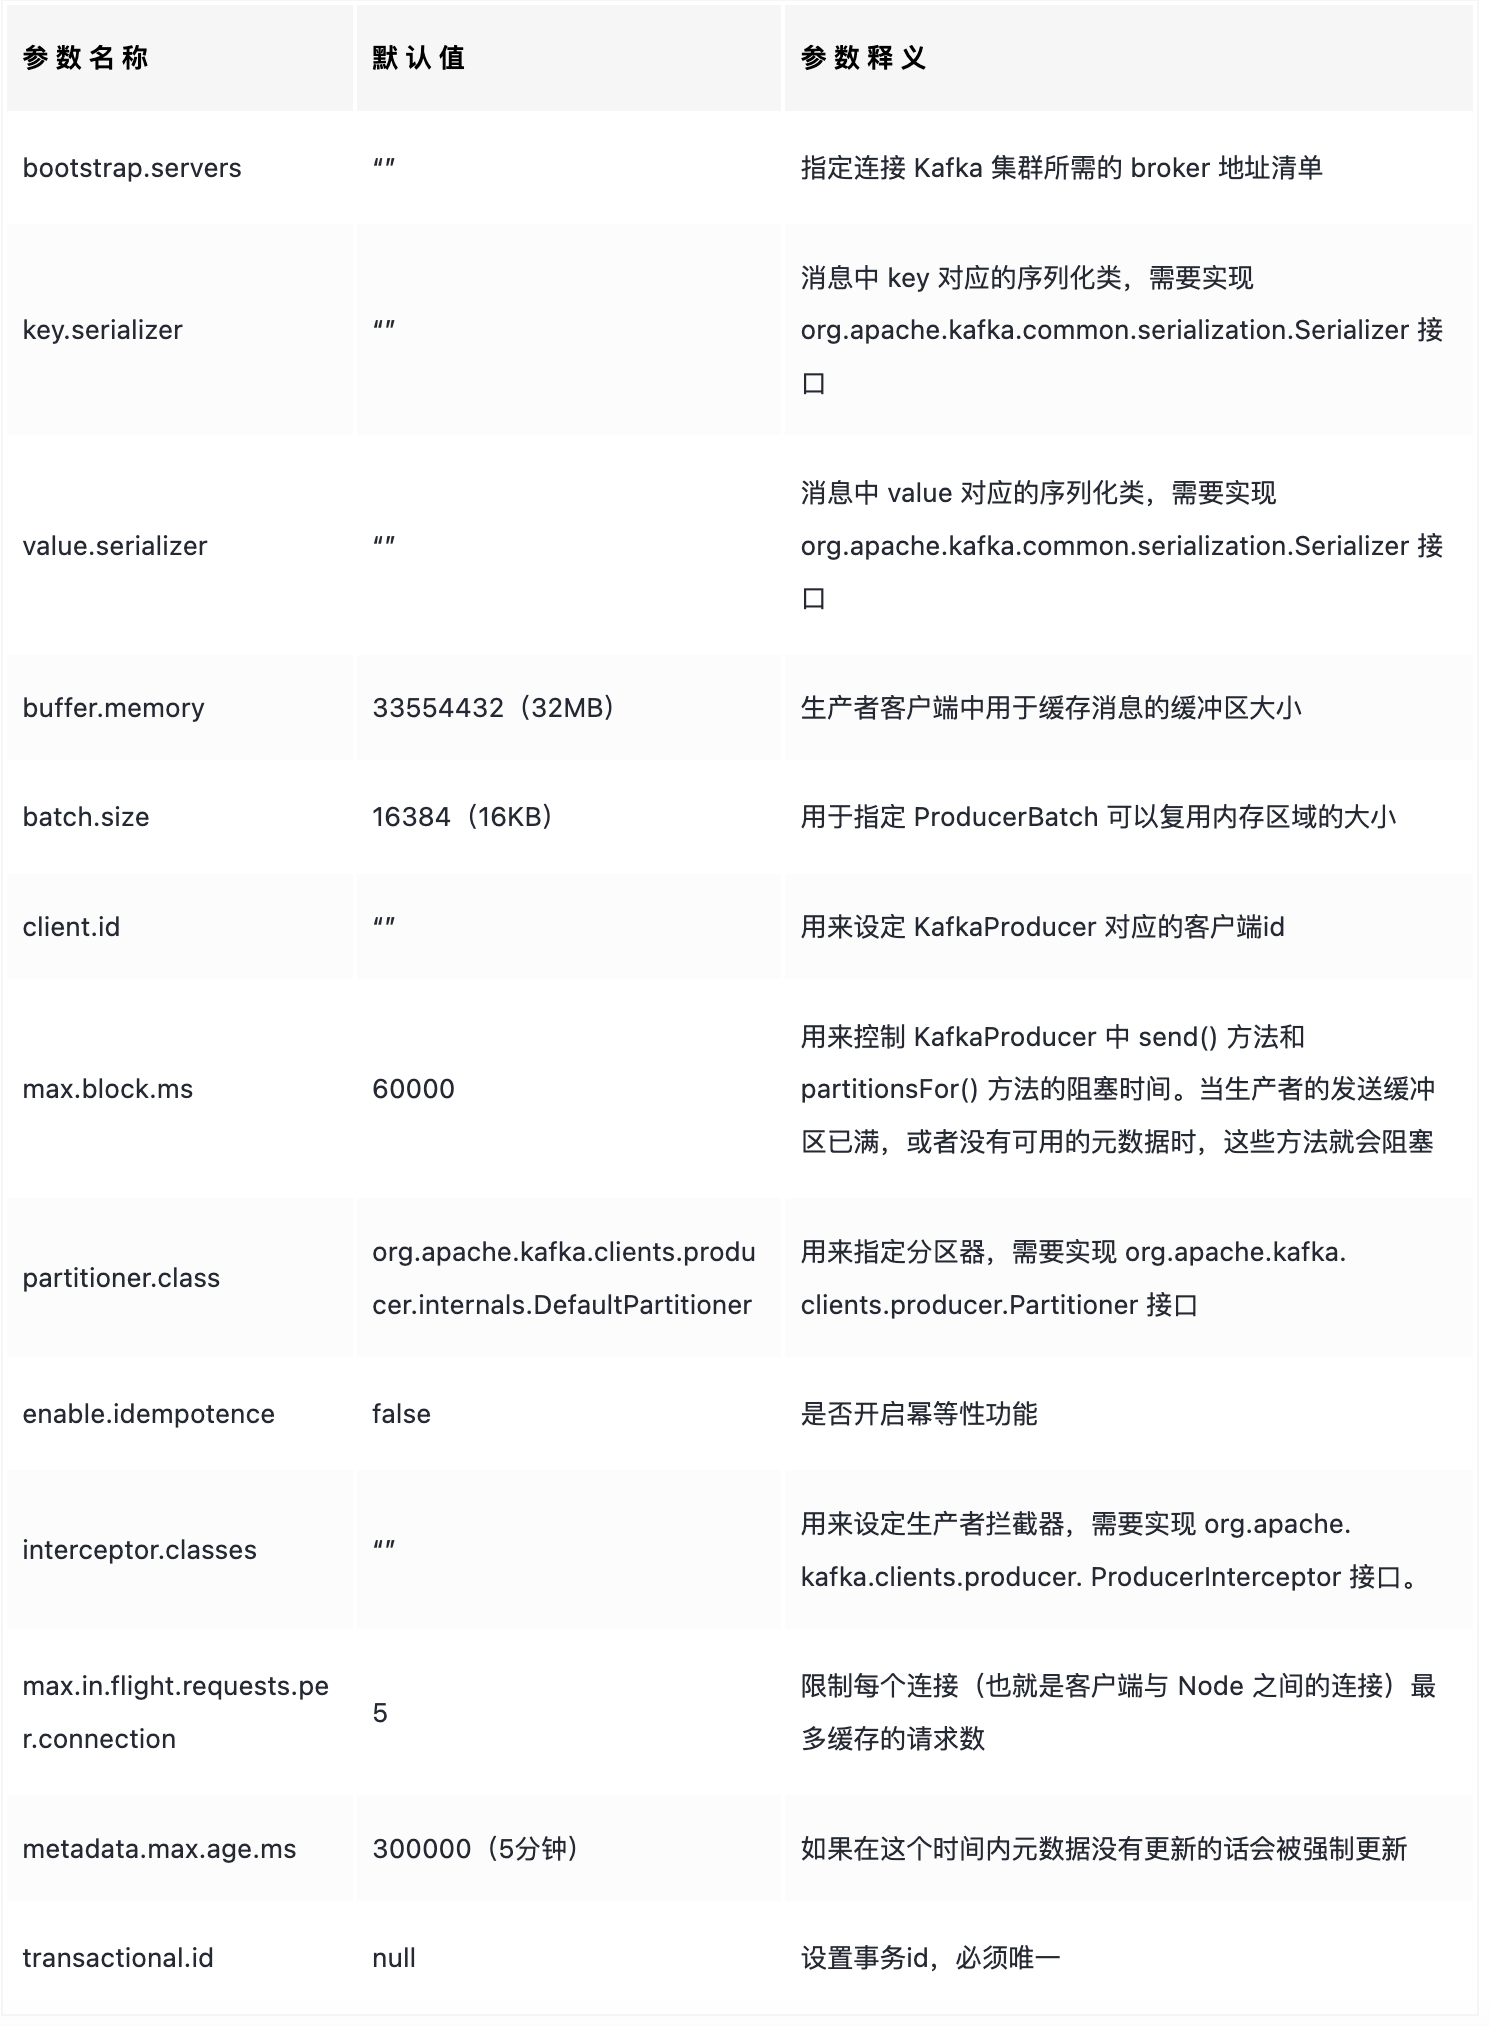 参数名称 默认值 参数释义
bootstrap.servers “” 指定连接 Kafka 集群所需的 broker 地址清单
消息中 key 对应的序列化类，需要实现
key.serializer “” org.apache.kafka.common.serialization.Serializer 接
口
消息中 value 对应的序列化类，需要实现
value.serializer “” org.apache.kafka.common.serialization.Serializer 接
口
buffer.memory 33554432（32MB） 生产者客户端中用于缓存消息的缓冲区大小
batch.size 16384（16KB） 用于指定 ProducerBatch 可以复用内存区域的大小
client.id “” 用来设定 KafkaProducer 对应的客户端id
用来控制 KafkaProducer 中 send() 方法和
max.block.ms 60000 partitionsFor() 方法的阻塞时间。当生产者的发送缓冲
区已满，或者没有可用的元数据时，这些方法就会阻塞
partitioner.class
org.apache.kafka.clients.produ
cer.internals.DefaultPartitioner
用来指定分区器，需要实现 org.apache.kafka.
clients.producer.Partitioner 接口
enable.idempotence false 是否开启幂等性功能
interceptor.classes “”
用来设定生产者拦截器，需要实现 org.apache.
kafka.clients.producer. ProducerInterceptor 接口。
max.in.flight.requests.pe
r.connection
5
限制每个连接（也就是客户端与 Node 之间的连接）最
多缓存的请求数
metadata.max.age.ms 300000（5分钟） 如果在这个时间内元数据没有更新的话会被强制更新
transactional.id null 设置事务id，必须唯一